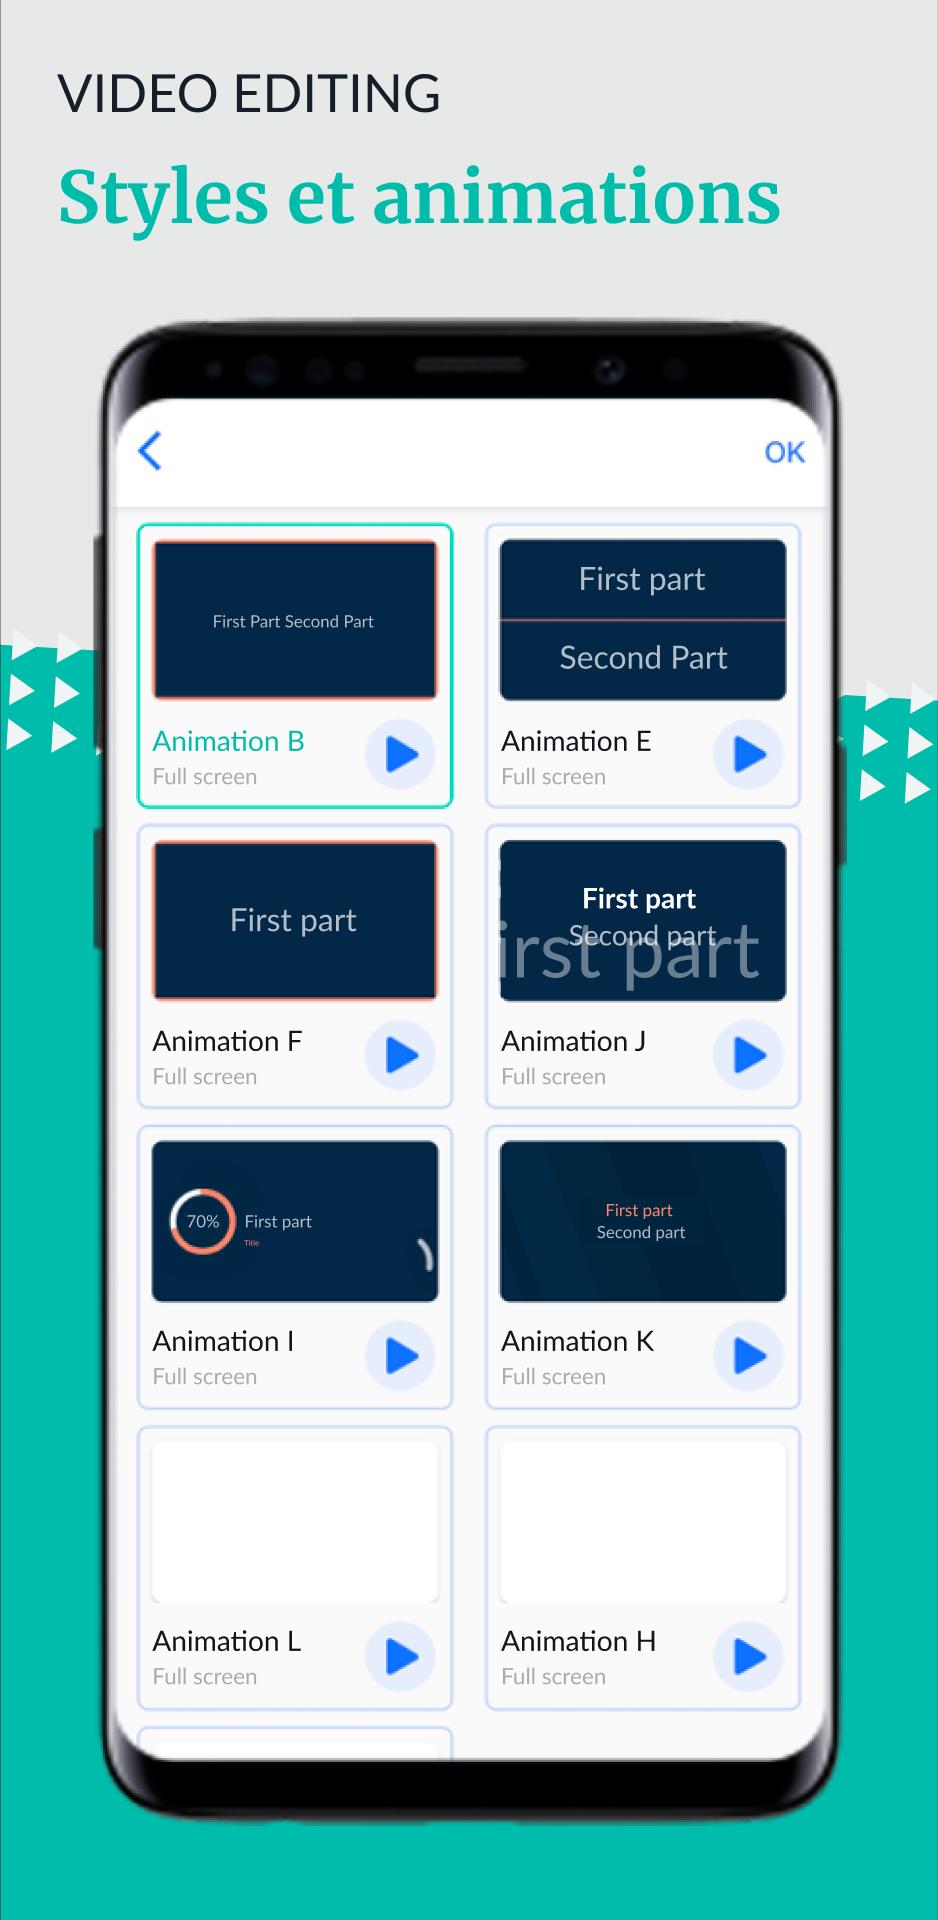 VIDEO EDITING
Styles et animations
OK
First Part Second Part
Animation B
Full screen
First part
Second Part
Animation E
Full screen
First part
Animation F
Full screen
First part
Second part
irst part
Animation J
Full screen
70%
First part
Title
Animation I
Full screen
First part
Second part
Animation K
Full screen
Animation L
Full screen
Animation H
Full screen